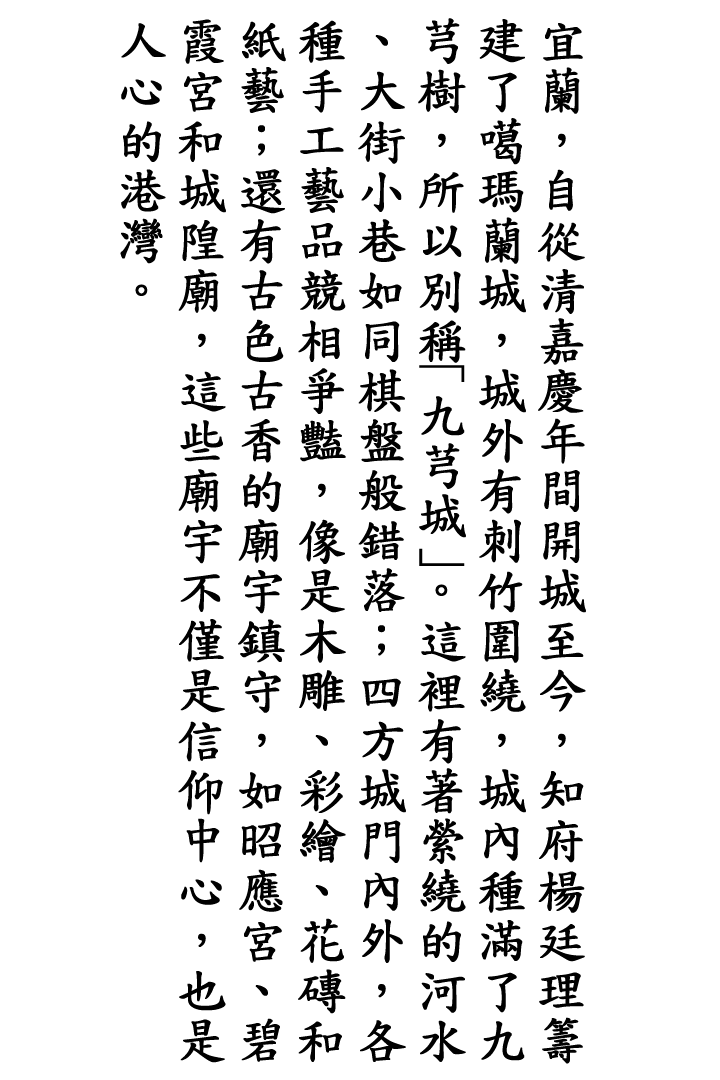 宜蘭，自從清嘉慶年間開城至今，知府楊廷理籌
建了噶瑪蘭城，城外有刺竹圍繞，城內種滿了九
芎樹，所以別稱「九芎城」。這裡有著縈繞的河水
、大街小巷如同棋盤般錯落；四方城門內外，各
種手工藝品競相爭豔，像是木雕、彩繪、花磚和
紙藝；還有古色古香的廟宇鎮守，如昭應宮、碧
霞宮和城隍廟，這些廟宇不僅是信仰中心，也是
人心的港灣。